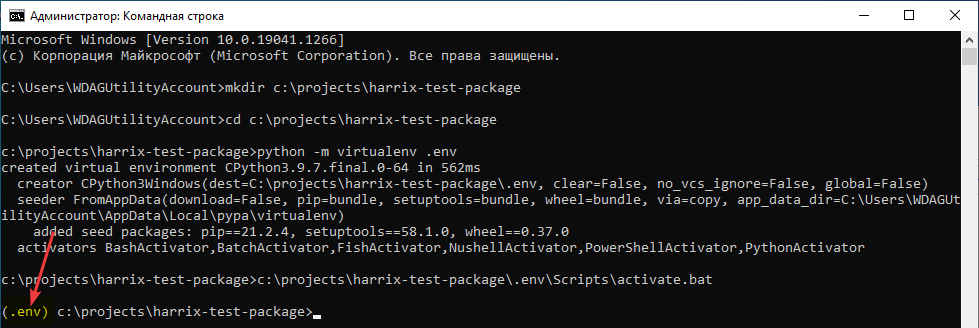 Администратор: Командная строка
Microsoft Windows [Version 10.0.19041.1266]
(c) Корпорация Майкрософт (Microsoft Corporation). Все права защищены.
C:\Users\WDAGUtilityAccount>mkdir c:\projects\harrix-test-package
C:\Users\WDAGUtilityAccount>cd c:\projects\harrix-test-package
c:\projects\harrix-test-package>python -m virtualenv .env
created virtual environment CPython3.9.7.final.0-64 in 562ms
  creator CPython3Windows(dest=C:\projects\harrix-test-package\.env, clear=False, no_vcs_ignore=False, global=False)
  seeder FromAppData(download=False, pip=bundle, setuptools=bundle, wheel=bundle, via=copy, app_data_dir=C:\Users\WDAGUt
ilityAccount\AppData\Local\pypa\virtualenv)
    added seed packages: pip==21.2.4, setuptools==58.1.0, wheel==0.37.0
  activators BashActivator,BatchActivator,FishActivator,NushellActivator,PowerShellActivator,PythonActivator
c:\projects\harrix-test-package>c:\projects\harrix-test-package\.env\Scripts\activate.bat
(.env) c:\projects\harrix-test-package>